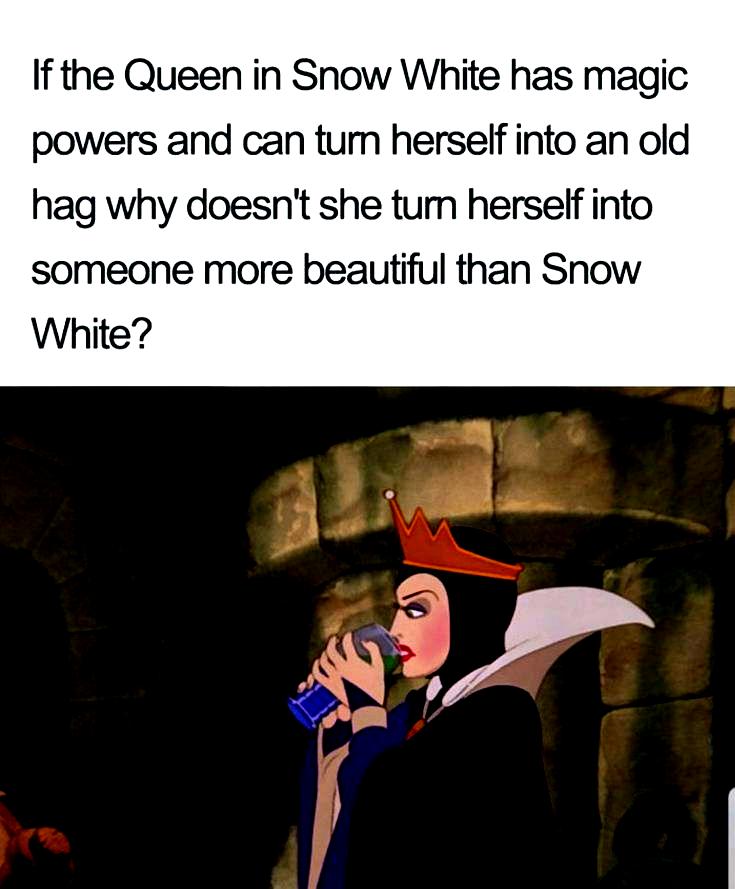 If the Queen in Snow White has magic
powers and can turn herself into an old
hag why doesn't she turn herself into
someone more beautiful than Snow
White?